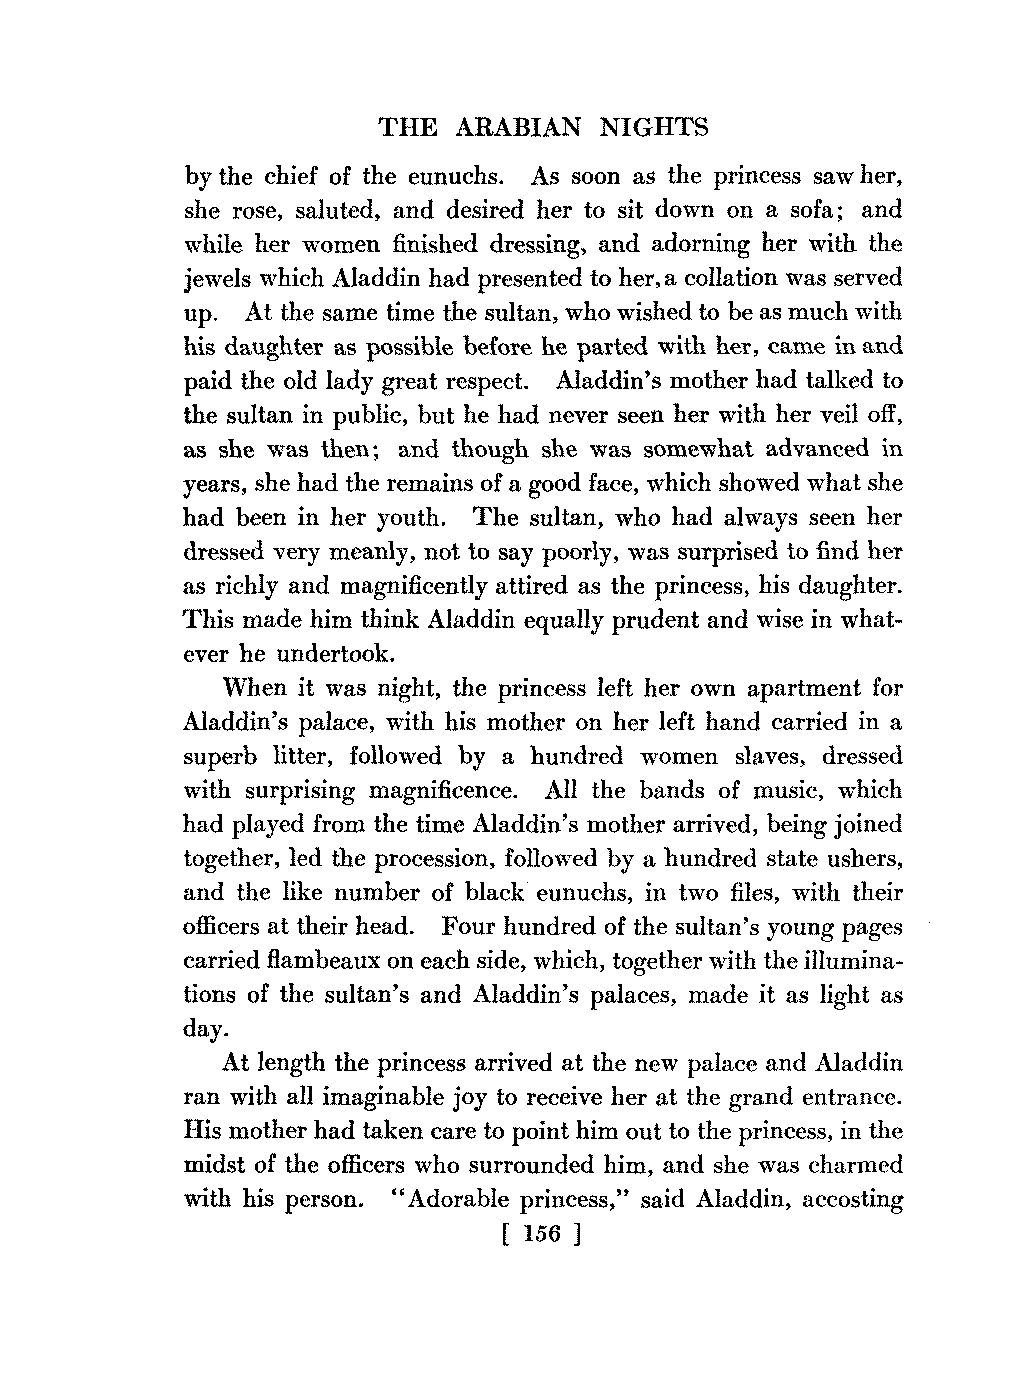 THE ARABIAN NIGHTS
by the chief of the eunuchs. As soon as the princess saw her,
she rose, saluted, and desired her to sit down on a sofa; and
while her women finished dressing, and adorning her with the
jewels which Aladdin had presented to her, a collation was served
up. At the same time the sultan, who wished to be as much with
his daughter as possible before he parted with her, came in and
paid the old lady great respect. Aladdin's mother had talked to
the sultan in public, but he had never seen her with her veil off,
as she was then; and though she was somewhat advanced in
years, she had the remains of a good face, which showed what she
had been in her youth. The sultan, who had always seen her
dressed very meanly, not to say poorly, was surprised to find her
as richly and magnificently attired as the princess, his daughter.
This made him think Aladdin equally prudent and wise in what-
ever he undertook.
When it was night, the princess left her own apartment for
Aladdin's palace, with his mother on her left hand carried in a
superb litter, followed by a hundred women slaves, dressed
with surprising magnificence. All the bands of music, which
had played from the time Aladdin's mother arrived, being joined
together, led the procession, followed by a hundred state ushers,
and the like number of black eunuchs, in two files, with their
officers at their head. Four hundred of the sultan's young pages
carried flambeaux on each side, which, together with the illumina-
tions of the sultan's and Aladdin's palaces, made it as light as
day.
At length the princess arrived at the new palace and Aladdin
ran with all imaginable joy to receive her at the grand entrance.
His mother had taken care to point him out to the princess, in the
midst of the officers who surrounded him, and she was charmed
with his person. "Adorable princess," said Aladdin, accosting
[ 156 ]